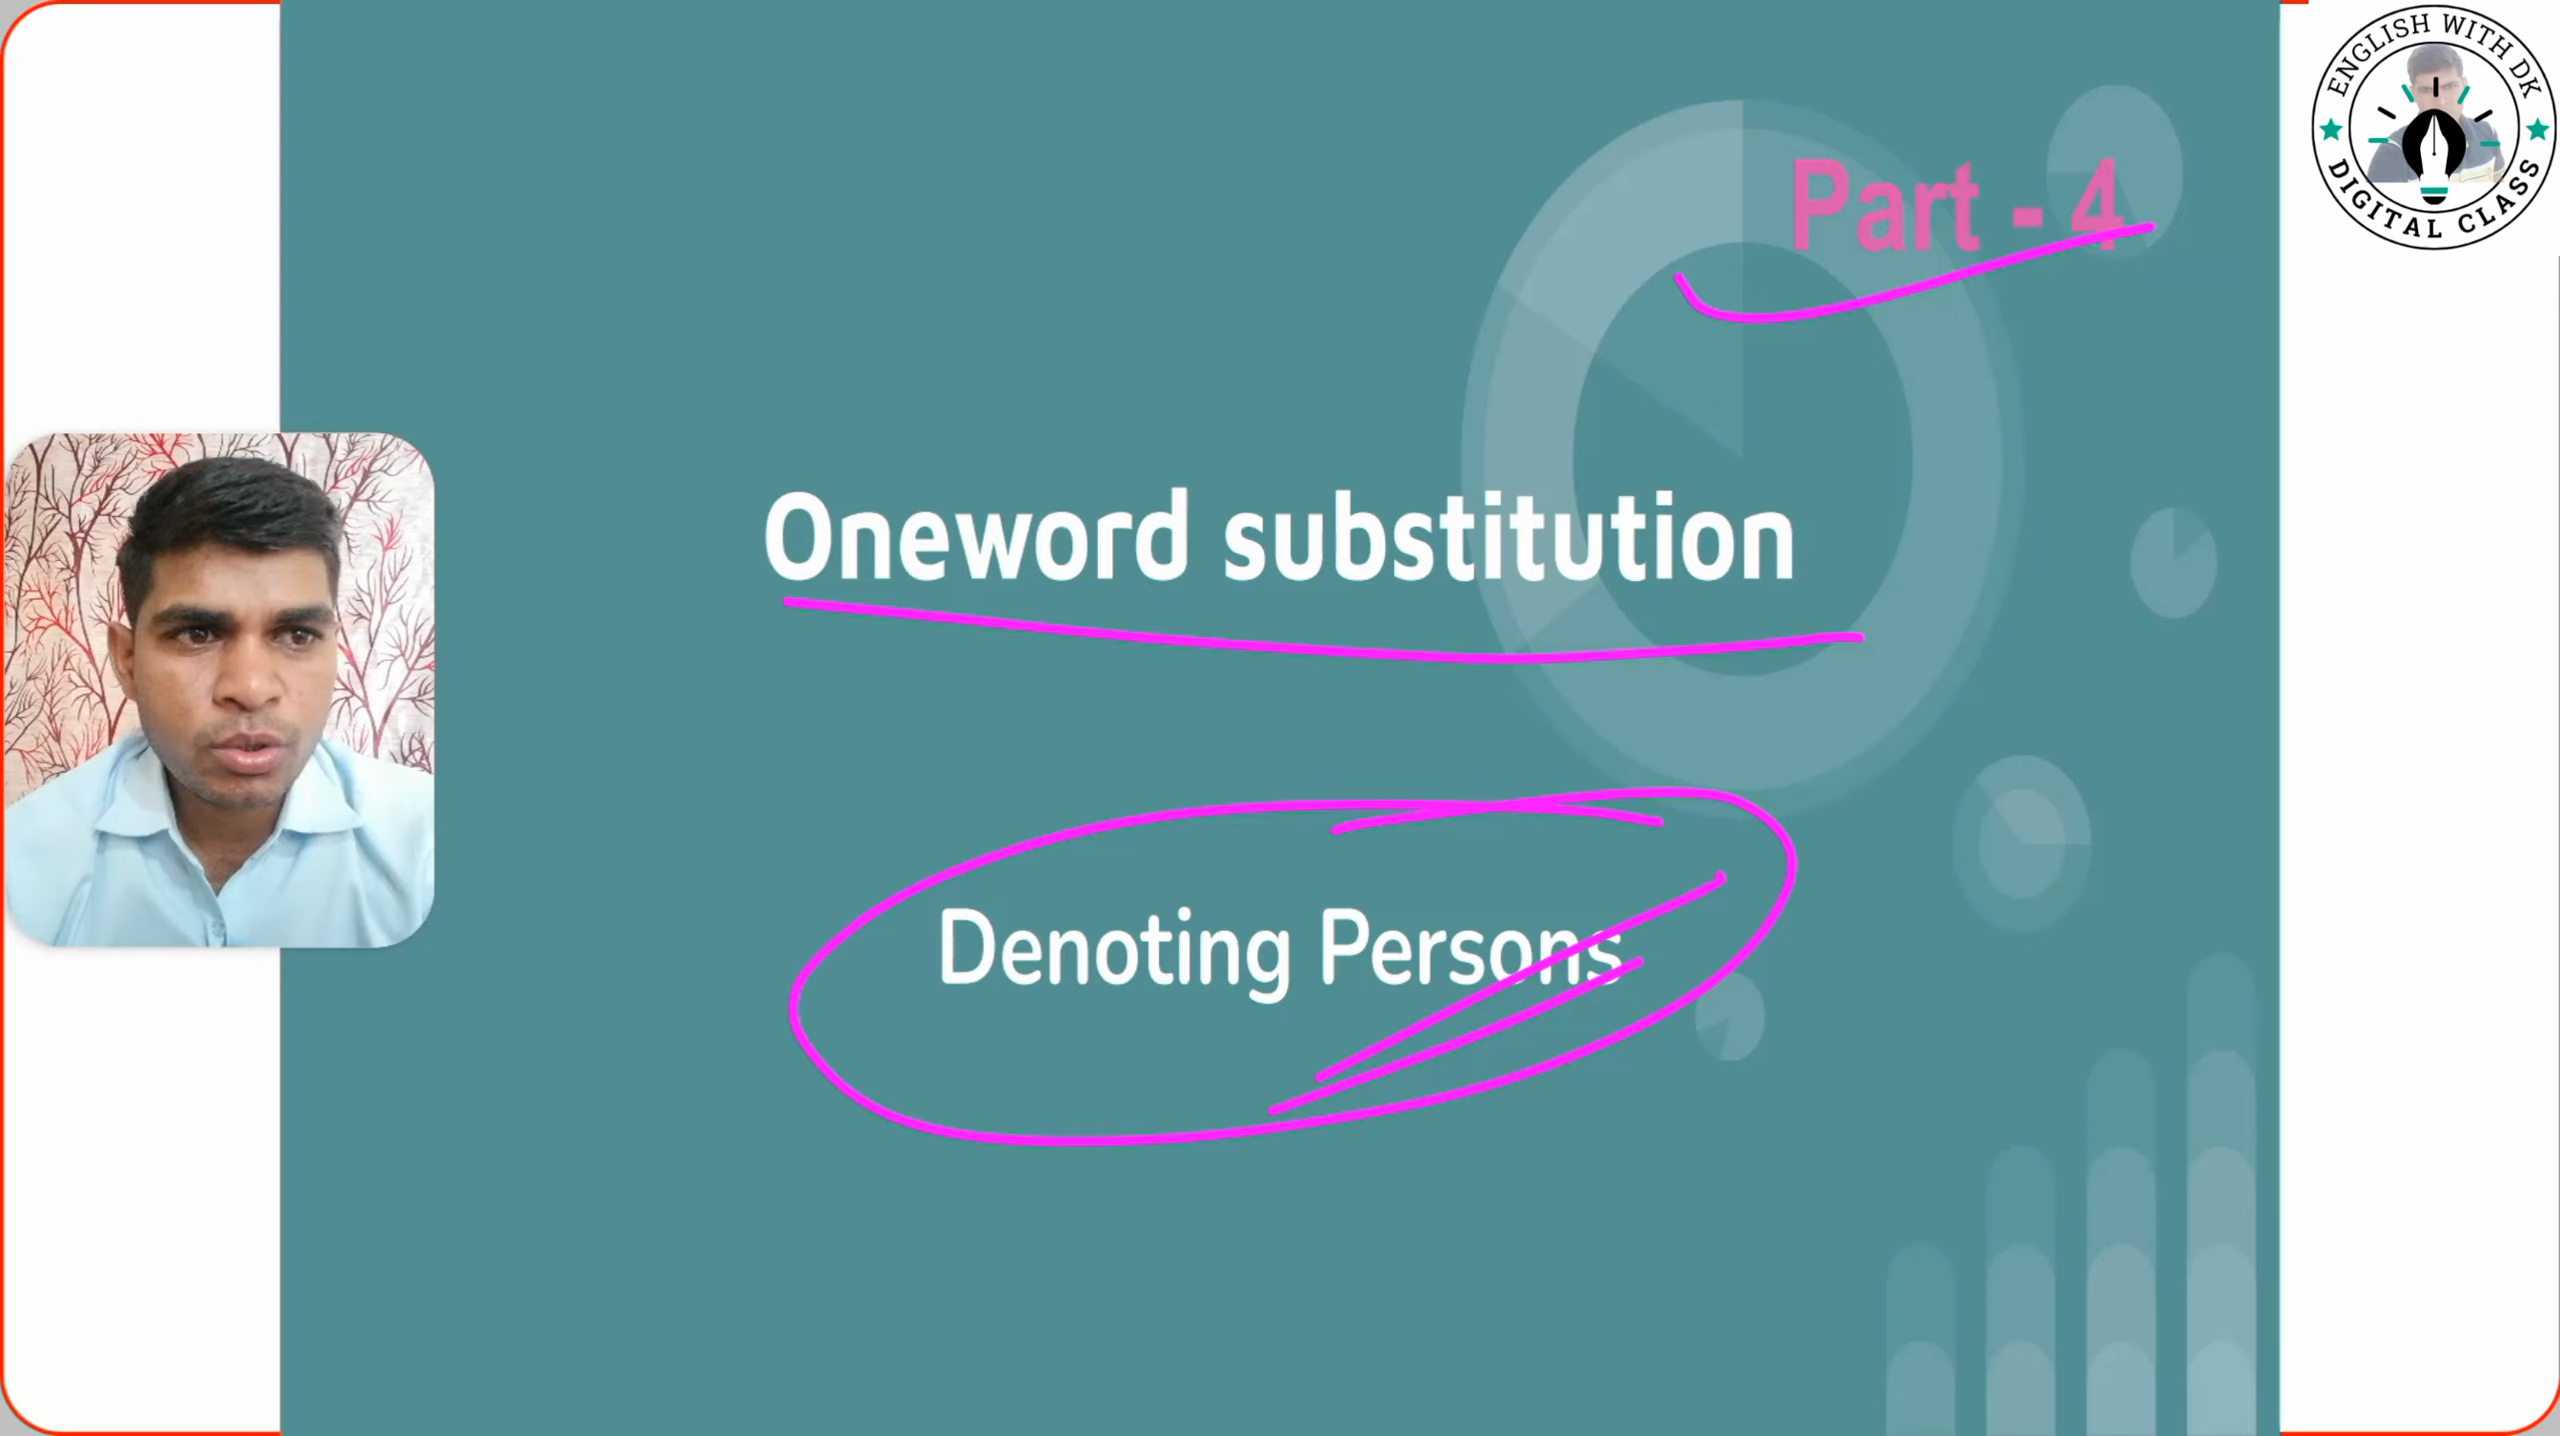 ENGLISH WITH DK
DIGITAL CLASS
Part - 4
Oneword substitution
Denoting Persons